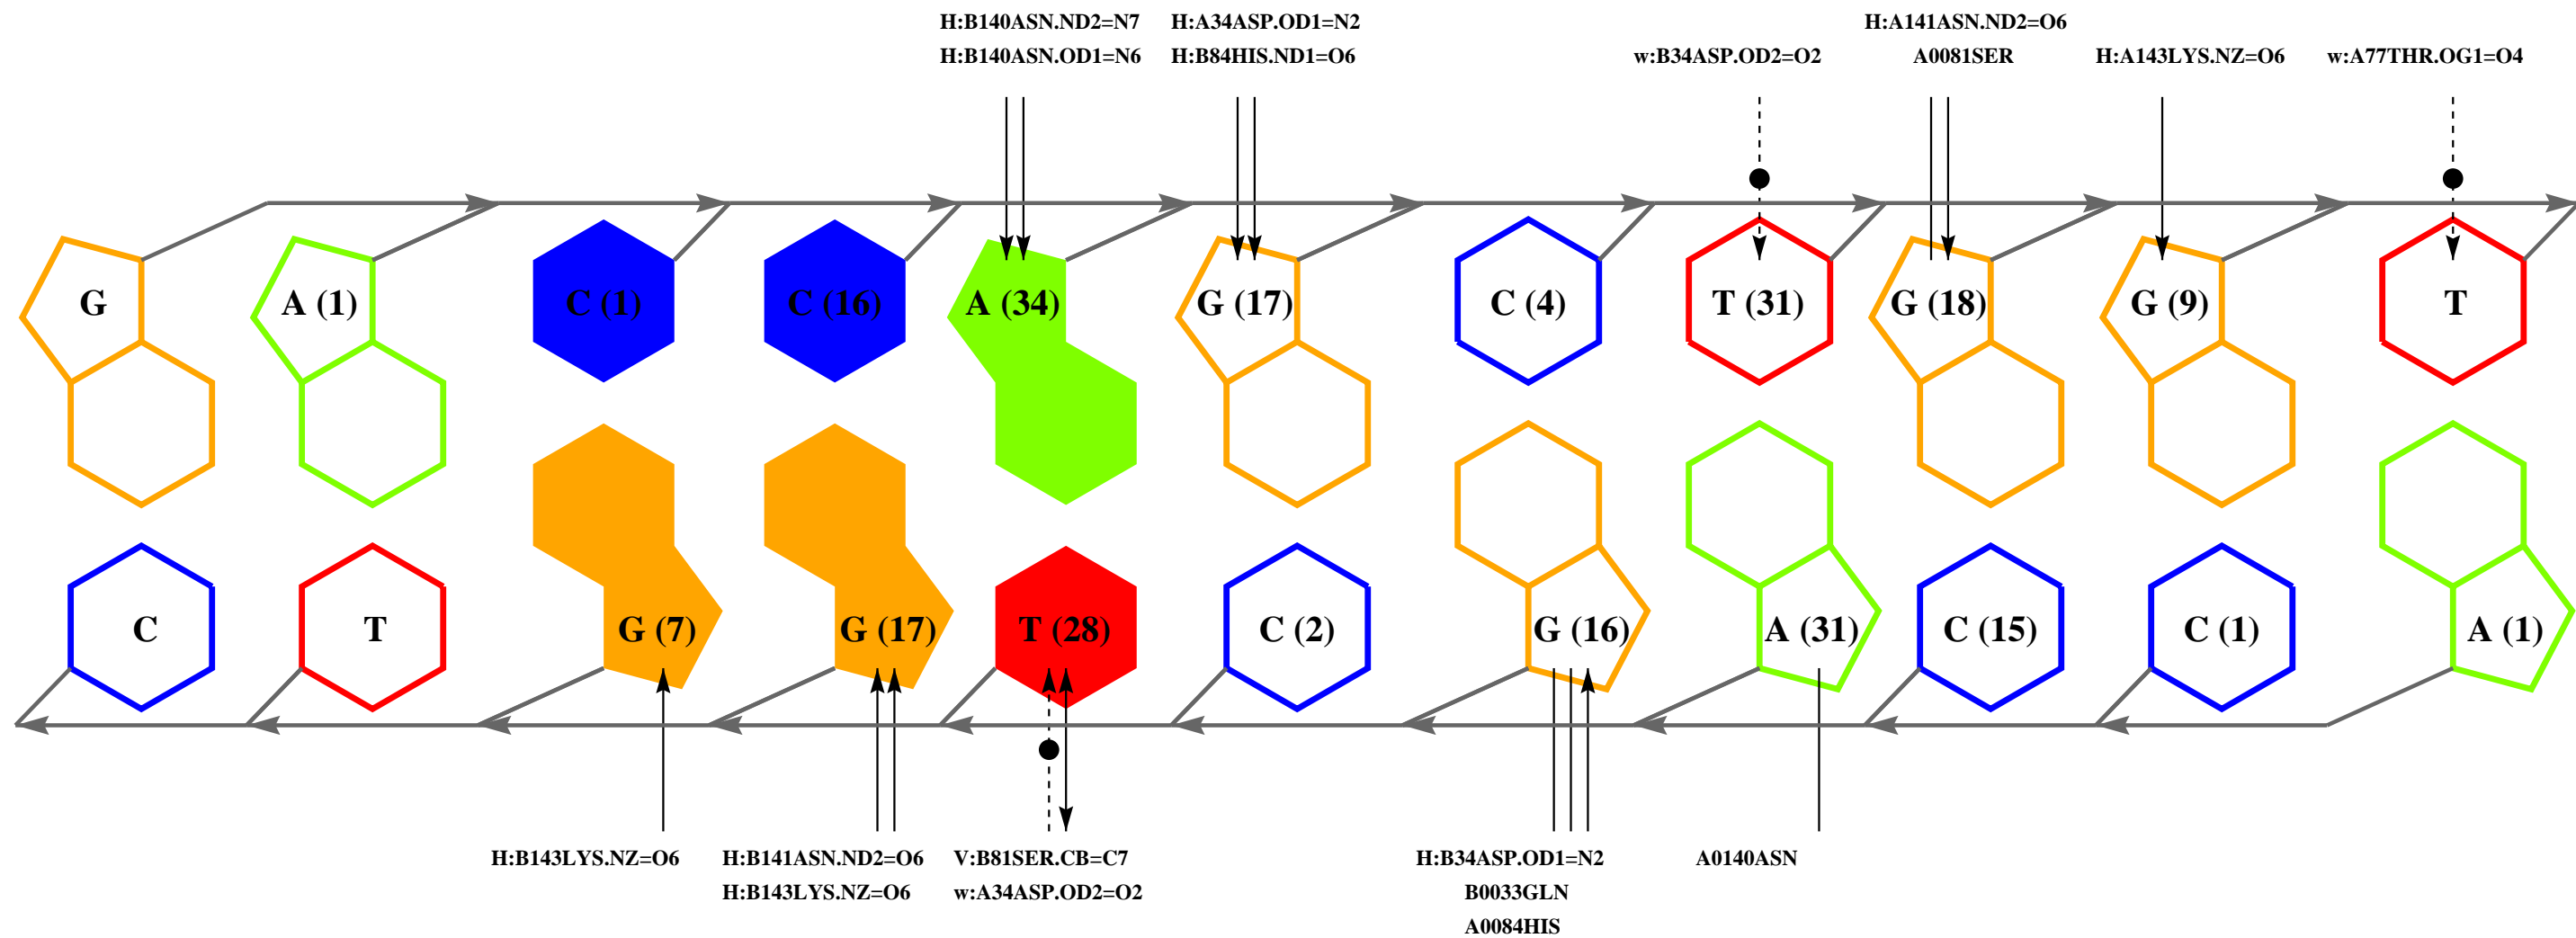 H:B140ASN.ND2=N7 H:A34ASP.OD1=N2 H:A141ASN.ND2=O6
H:B140ASN.OD1=N6 H:B84HIS.ND1=O6 w:B34ASP.OD2=O2 A0081SER H:A143LYS.NZ=O6 w:A77THR.OG1=O4
G A (1) C (1) C (16) A (34) G (17) C (4) T (31) G (18) G (9) T
C T G (7) G (17) T (28) C (2) G (16) A (31) C (15) C (1) A (1)
H:B143LYS.NZ=O6 H:B141ASN.ND2=O6 V:B81SER.CB=C7 H:B34ASP.OD1=N2 A0140ASN
H:B143LYS.NZ=O6 w:A34ASP.OD2=O2 B0033GLN
A0084HIS